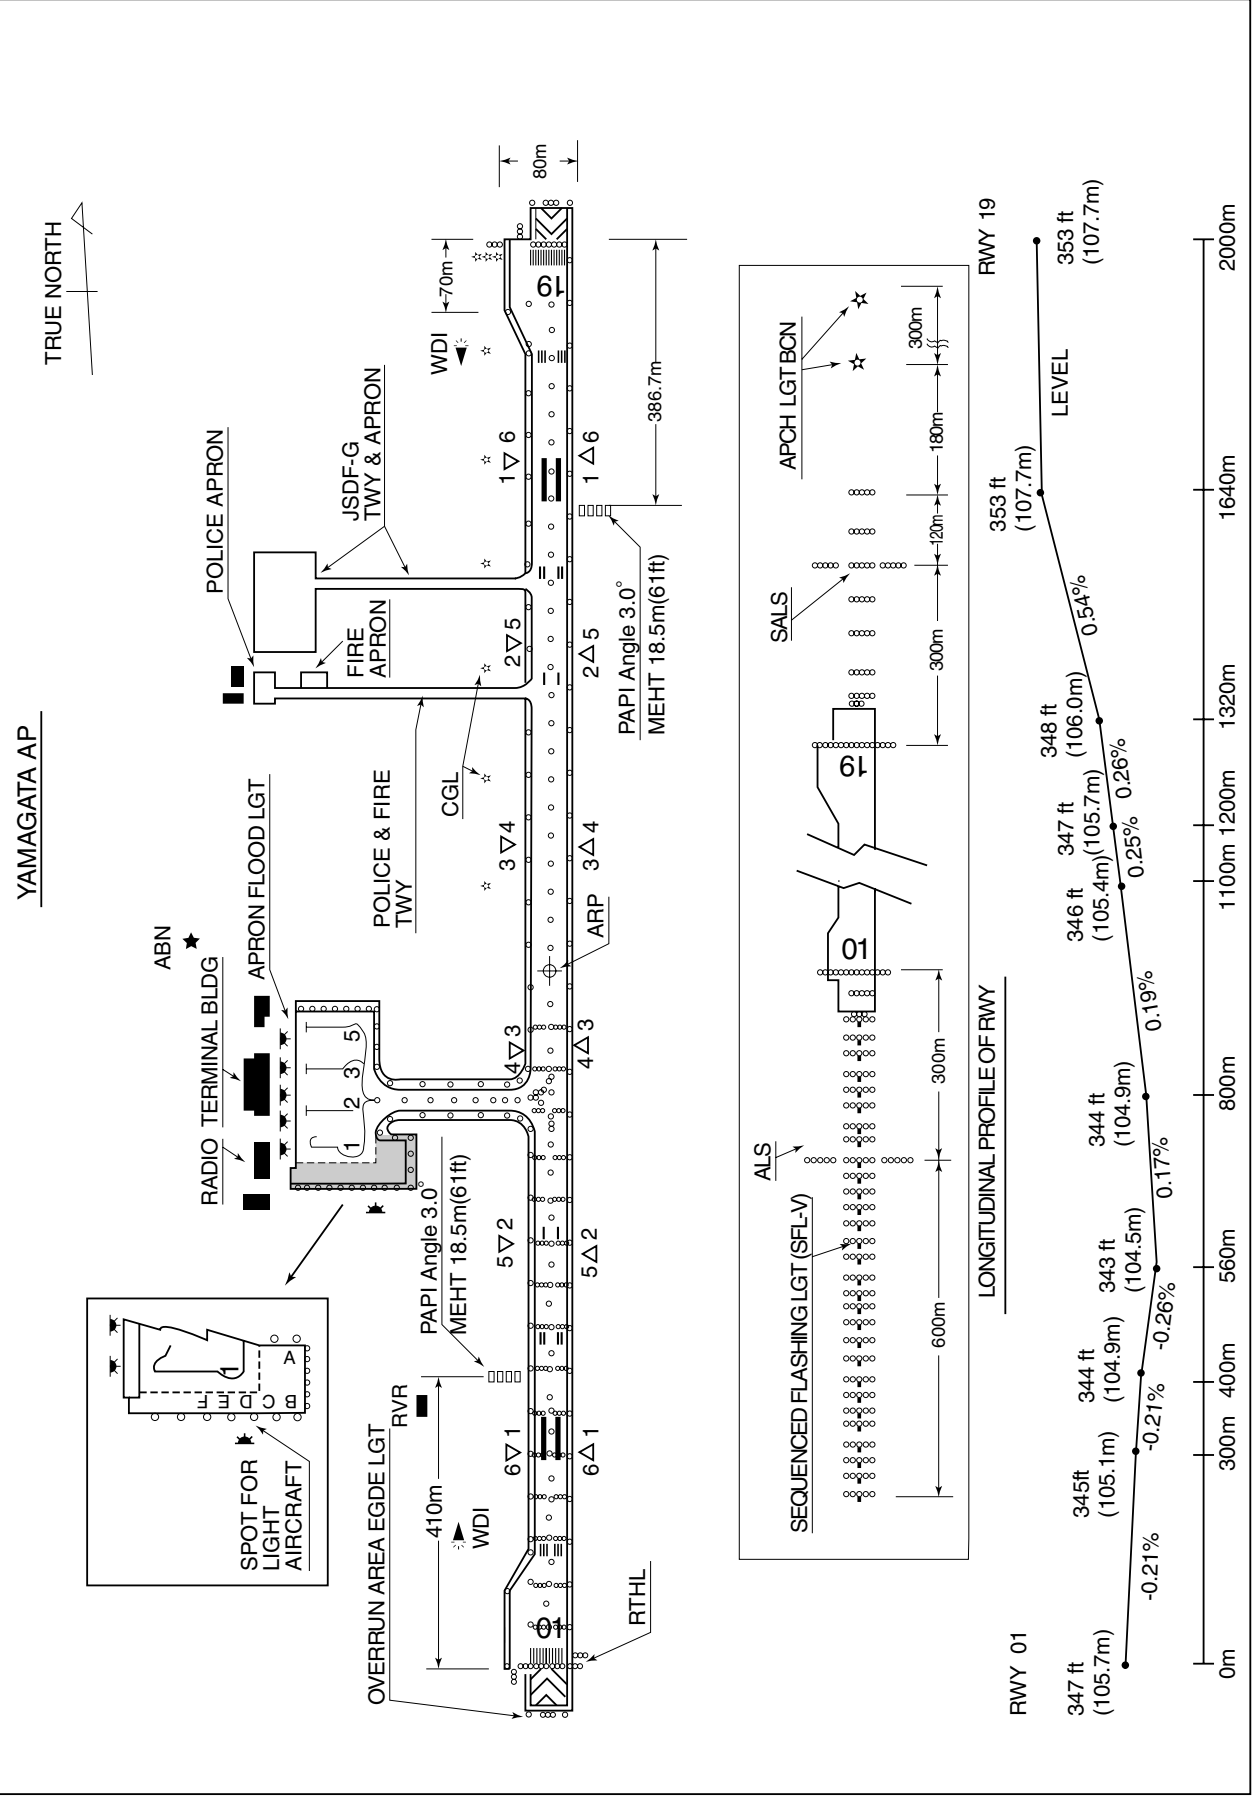 YAMAGATA AP
TRUE NORTH
ABN
RADIO
TERMINAL BLDG
APRON FLOOD LGT
POLICE APRON
FIRE
APRON
JSDF-G
TWY & APRON
POLICE & FIRE
TWY
CGL
WDI
70m
80m
1
2
3
5
SPOT FOR
LIGHT
AIRCRAFT
1
A
B
C
D
E
F
OVERRUN AREA EGDE LGT
RVR
410m
WDI
PAPI Angle 3.0°
MEHT 18.5m(61ft)
6 1
5 2
4 3
3 4
2 5
1 6
01
19
6 1
5 2
4 3
3 4
2 5
1 6
RTHL
ARP
PAPI Angle 3.0°
MEHT 18.5m(61ft)
386.7m
SEQUENCED FLASHING LGT (SFL-V)
ALS
SALS
APCH LGT BCN
01
19
600m
300m
300m
120m
180m
300m
LONGITUDINAL PROFILE OF RWY
RWY 01
RWY 19
347 ft
(105.7m)
345ft
(105.1m)
344 ft
(104.9m)
343 ft
(104.5m)
344 ft
(104.9m)
346 ft
(105.4m)
347 ft
(105.7m)
348 ft
(106.0m)
353 ft
(107.7m)
353 ft
(107.7m)
-0.21%
-0.21%
-0.26%
0.17%
0.19%
0.25%
0.26%
0.54%
LEVEL
0m
300m
400m
560m
800m
1100m
1200m
1320m
1640m
2000m